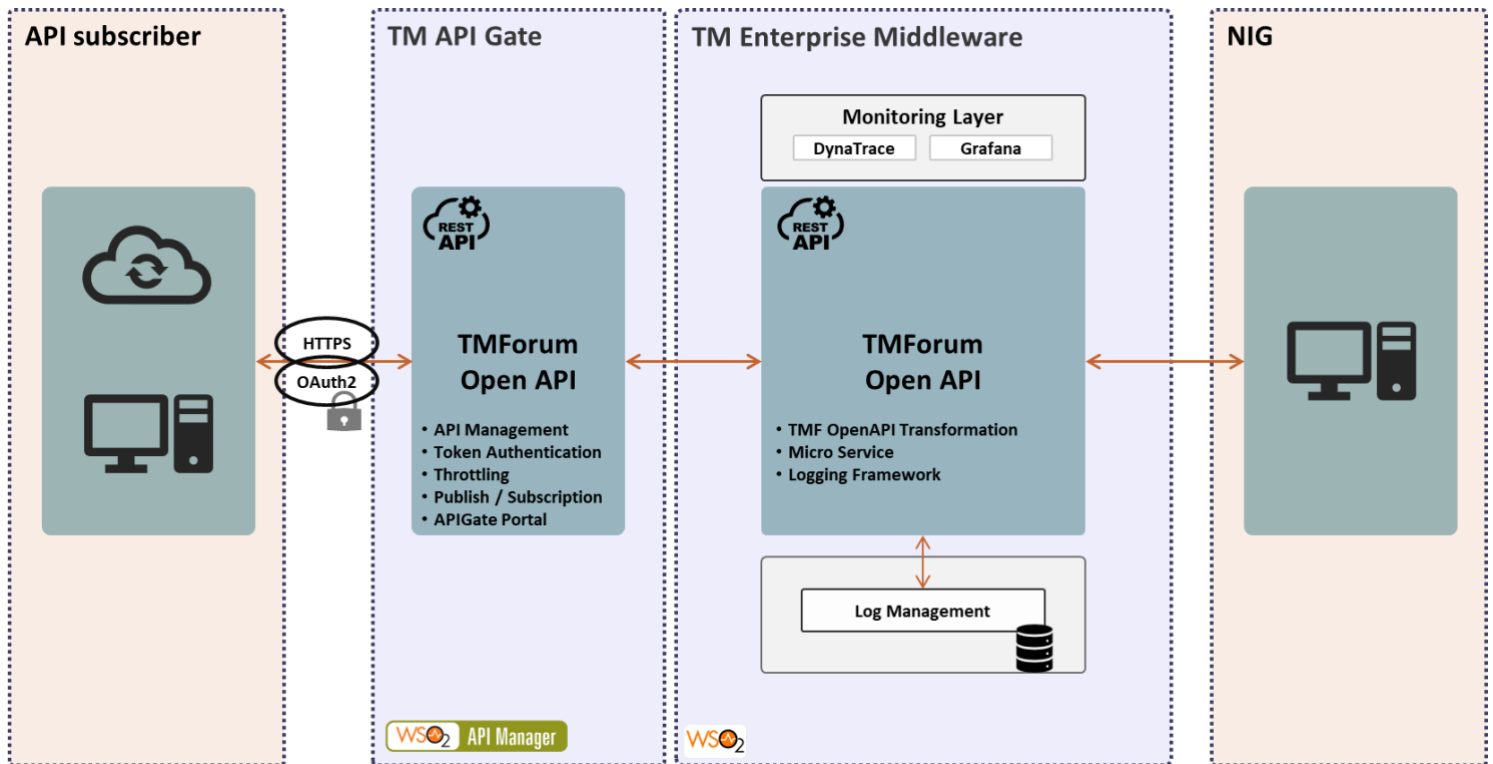 API subscriber
TM API Gate
TM Enterprise Middleware
NIG
Monitoring Layer
DynaTrace
Grafana
REST
API
REST
API
HTTPS
OAuth2
TMForum
Open API
• API Management
• Token Authentication
• Throttling
• Publish / Subscription
• APIGate Portal
TMForum
Open API
• TMF OpenAPI Transformation
• Micro Service
• Logging Framework
Log Management
WSO2 API Manager
WSO2